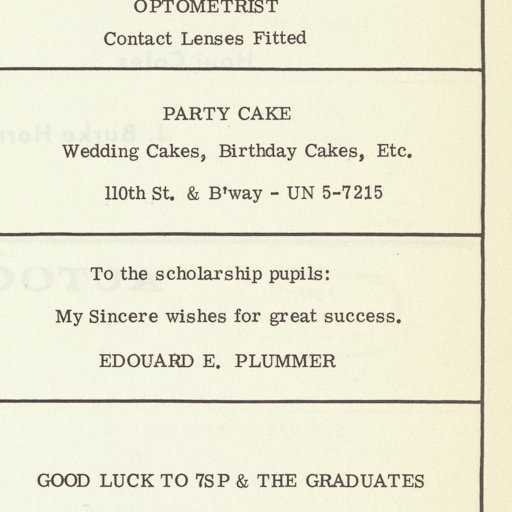 OPTOMETRIST
Contact Lenses Fitted
PARTY CAKE
Wedding Cakes, Birthday Cakes, Etc.
110th St. & B'way - UN 5-7215
To the scholarship pupils:
My Sincere wishes for great success.
EDOUARD E. PLUMMER
GOOD LUCK TO 7SP & THE GRADUATES